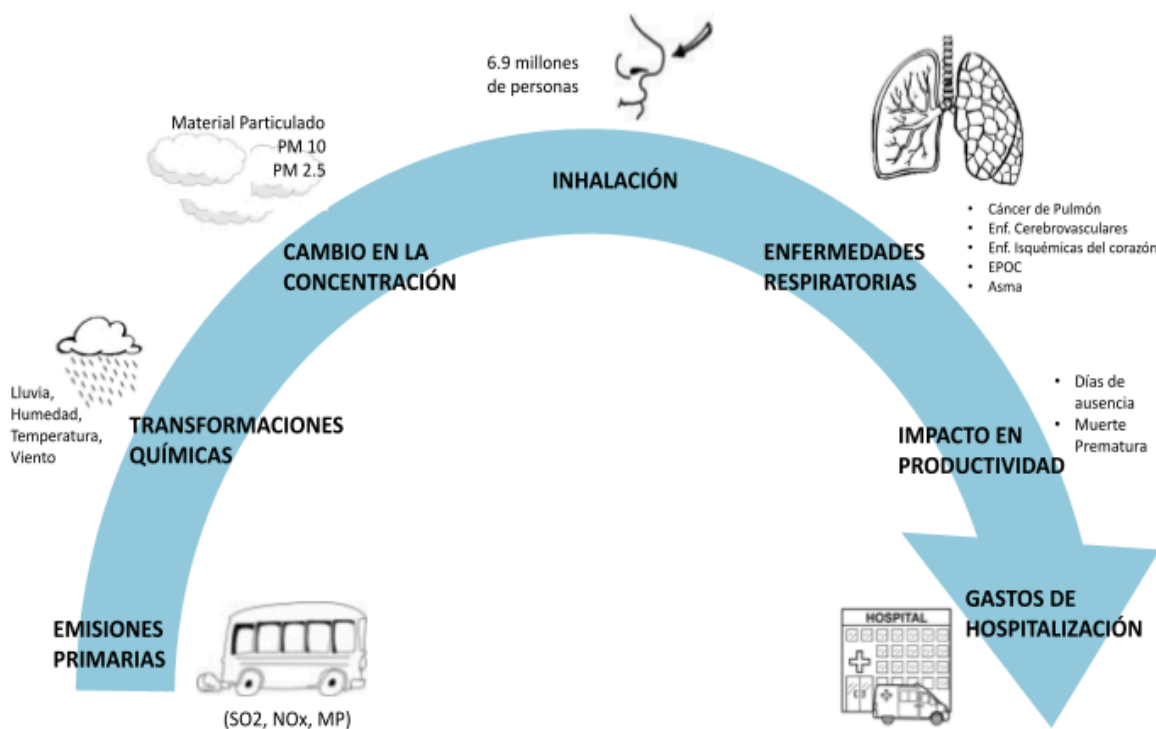 EMISIONES
PRIMARIAS
(SO2, NOx, MP)
Lluvia,
Humedad,
Temperatura,
Viento
TRANSFORMACIONES
QUÍMICAS
Material Particulado
PM 10
PM 2.5
CAMBIO EN LA
CONCENTRACIÓN
6.9 millones
de personas
INHALACIÓN
ENFERMEDADES
RESPIRATORIAS
• Cáncer de Pulmón
• Enf. Cerebrovasculares
• Enf. Isquémicas del corazón
• EPOC
• Asma
IMPACTO EN
PRODUCTIVIDAD
• Días de
ausencia
• Muerte
Prematura
GASTOS DE
HOSPITALIZACIÓN
HOSPITAL